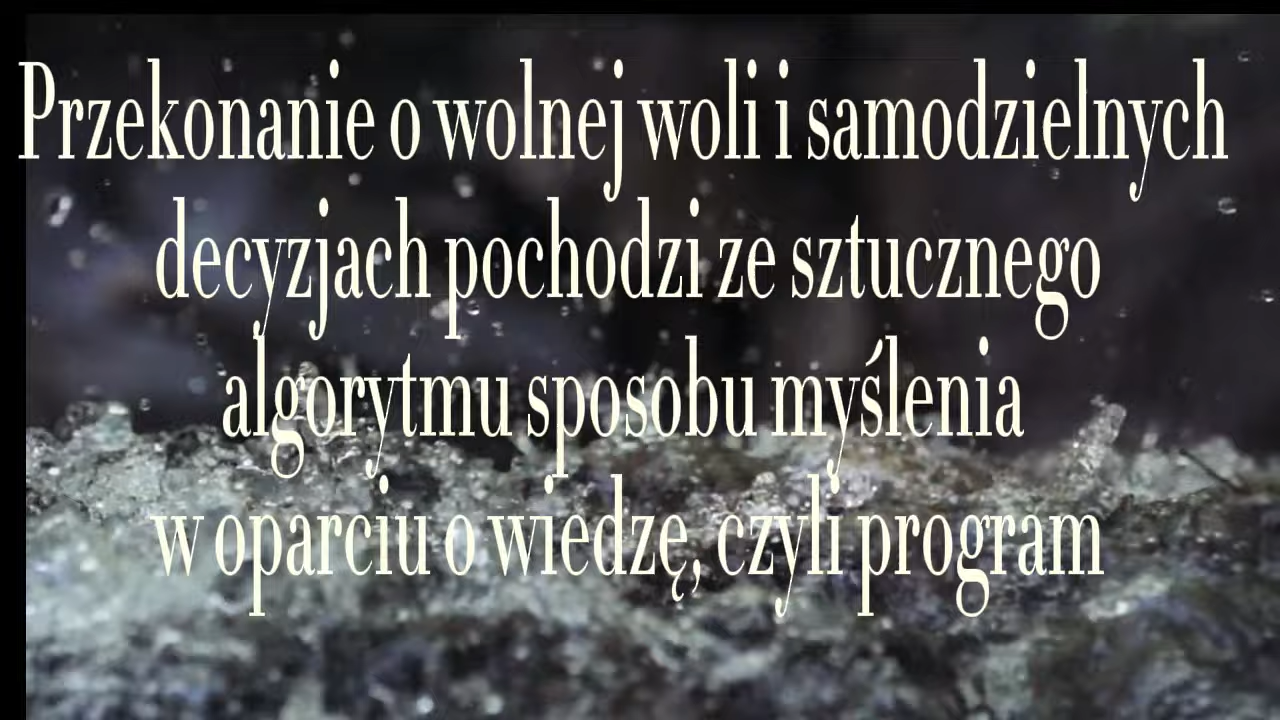 Przekonanie o wolnej woli i samodzielnych
decyzjach pochodzi ze sztucznego
algorytmu sposobu myślenia
w oparciu o wiedzę, czyli program